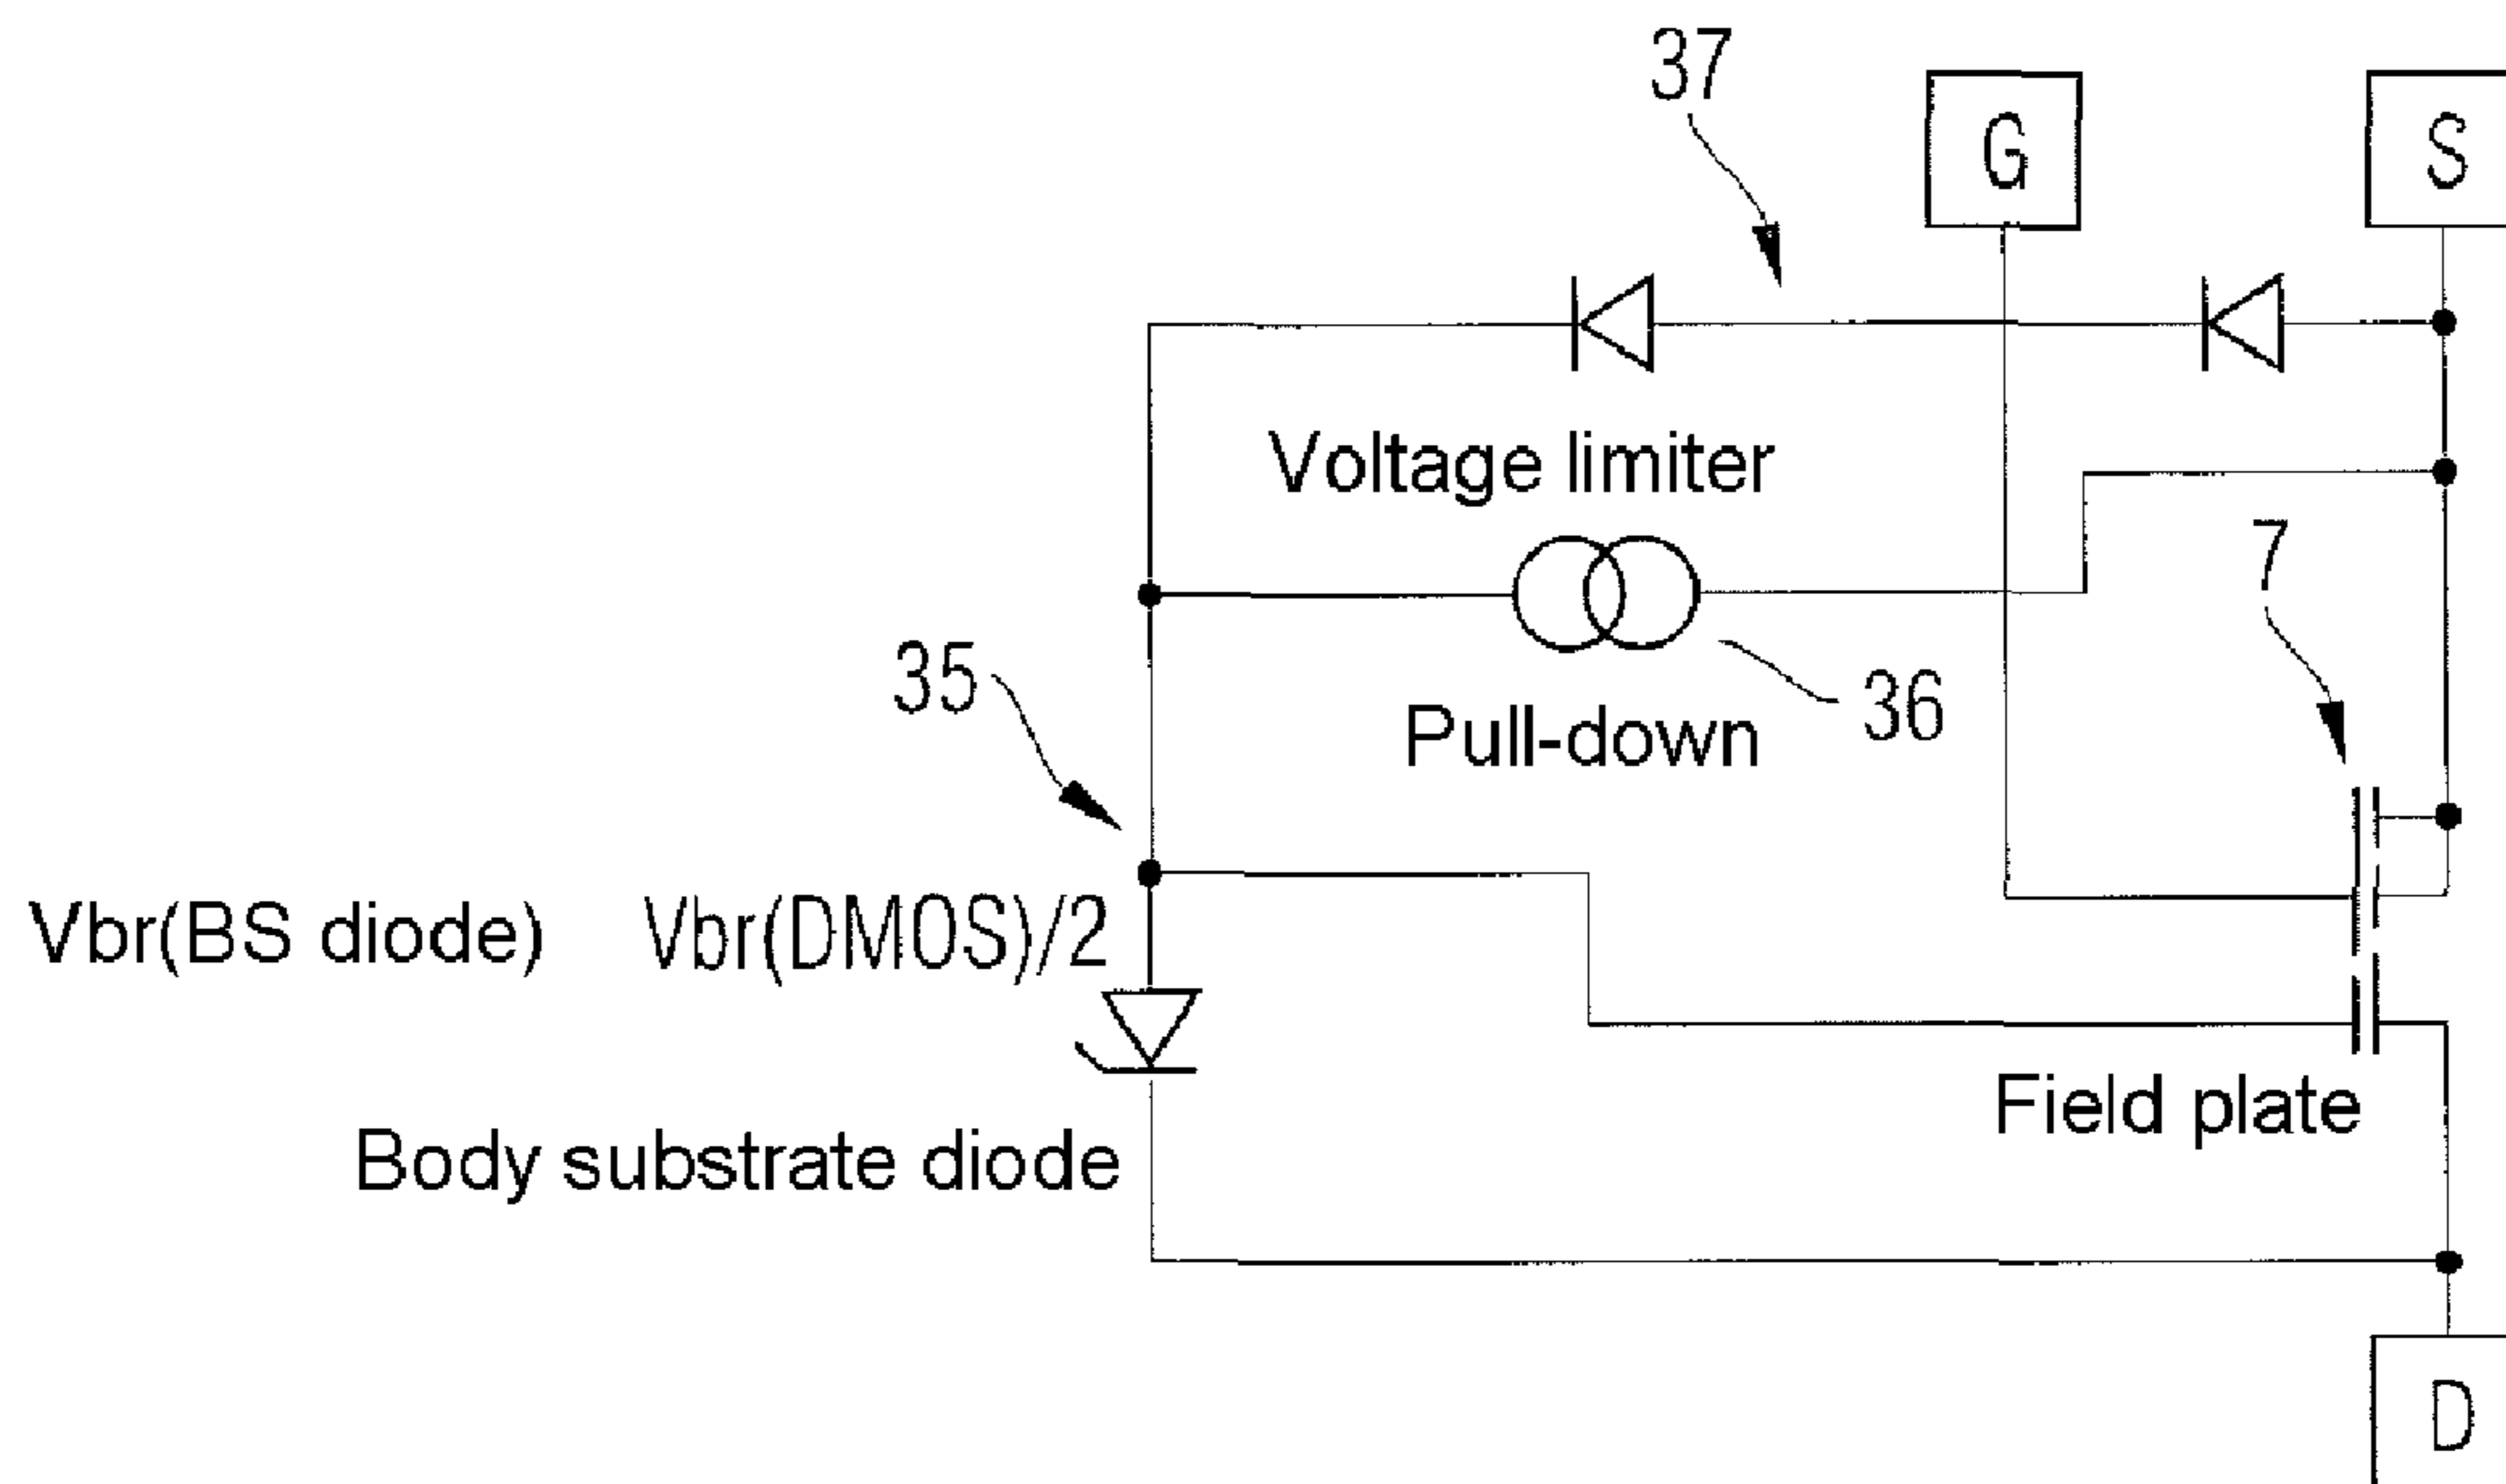 37
G
S
Voltage limiter
7
35
36
Pull-down
Vbr(BS diode) Vbr(DMOS)/2
Field plate
Body substrate diode
D